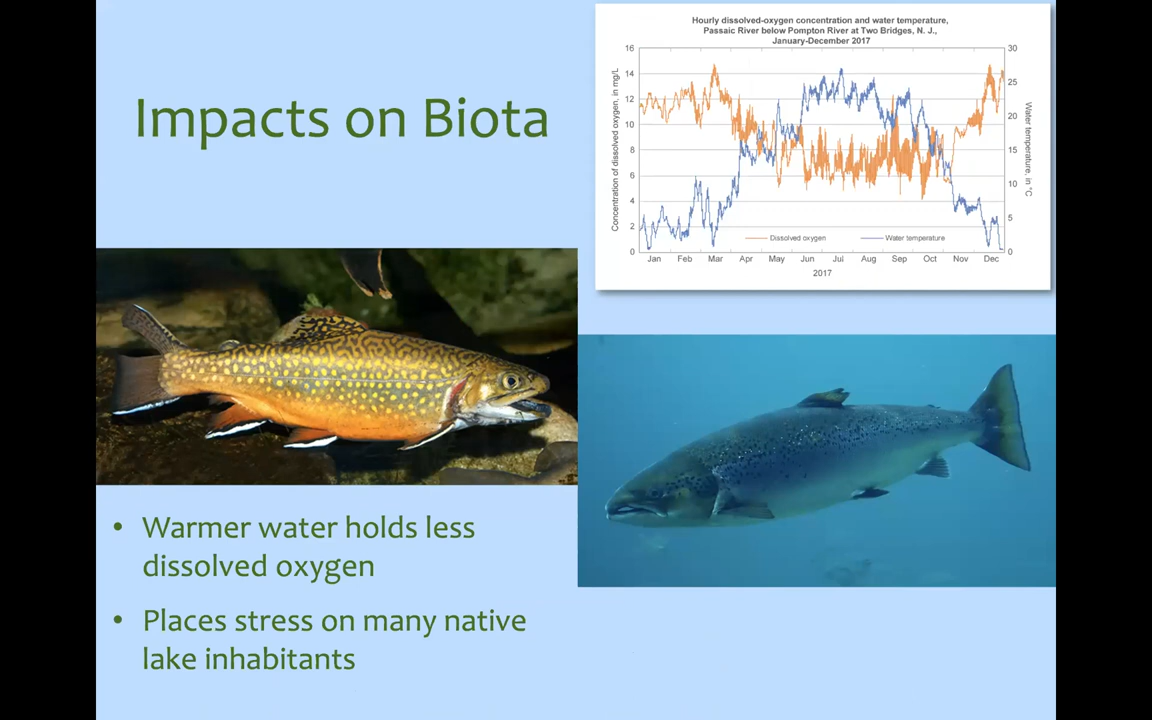 Impacts on Biota
Hourly dissolved-oxygen concentration and water temperature,
Passaic River below Pompton River at Two Bridges, N. J.,
January-December 2017
Concentration of dissolved oxygen, in mg/L
16
14
12
10
8
6
4
2
0
30
25
20
15
10
5
0
Water temperature, in °C
Dissolved oxygen
Water temperature
Jan Feb Mar Apr May Jun Jul Aug Sep Oct Nov Dec
2017
• Warmer water holds less
dissolved oxygen
• Places stress on many native
lake inhabitants